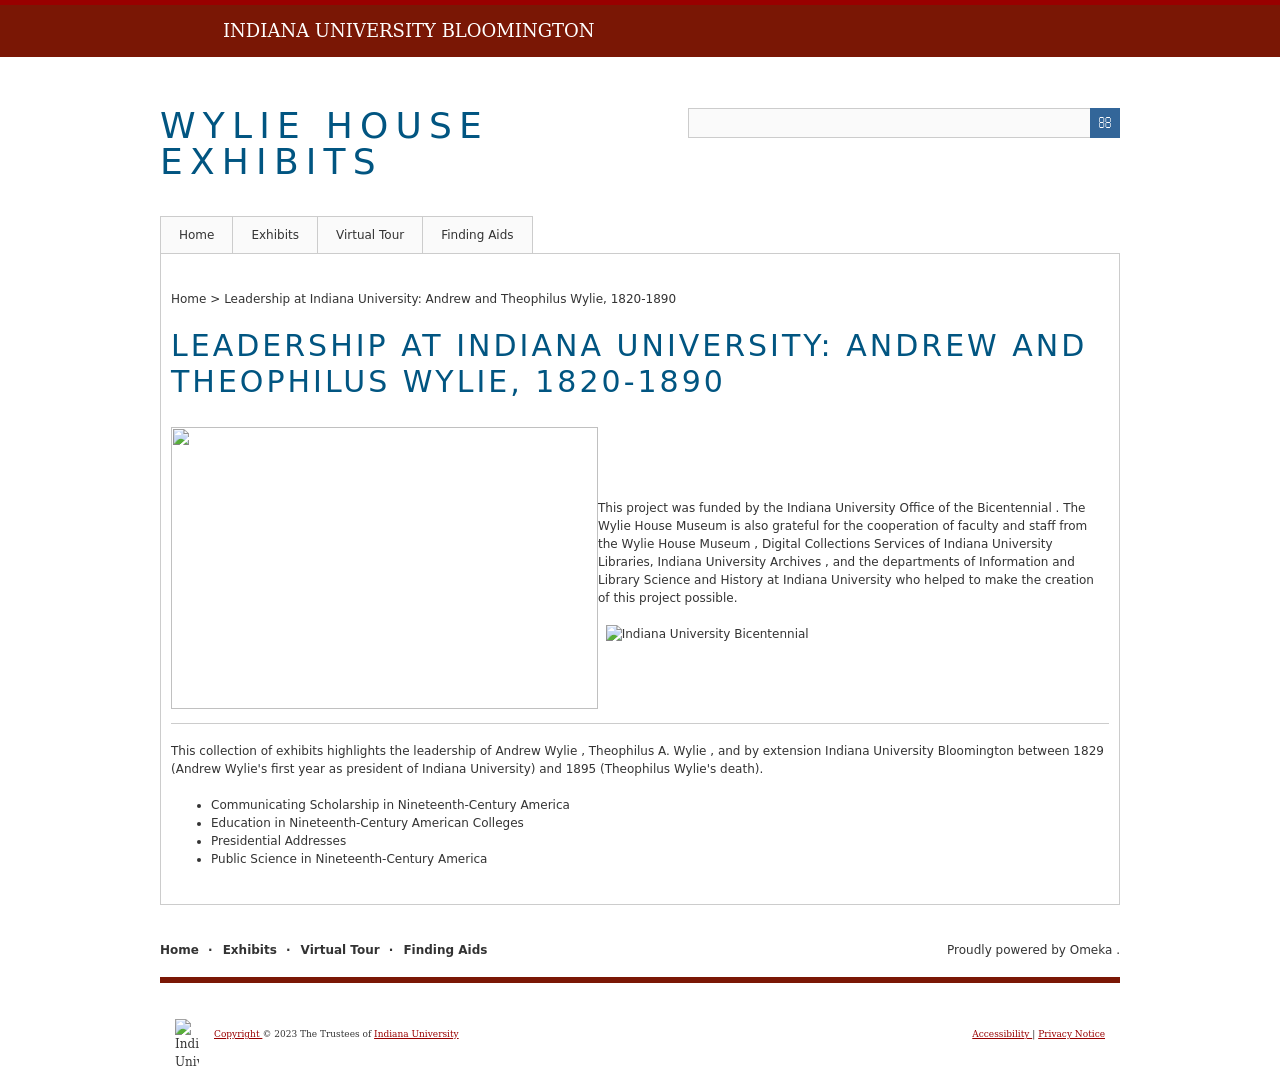 INDIANA UNIVERSITY BLOOMINGTON
WYLIE HOUSE
EXHIBITS
Home
Exhibits
Virtual Tour
Finding Aids
Home > Leadership at Indiana University: Andrew and Theophilus Wylie, 1820-1890
LEADERSHIP AT INDIANA UNIVERSITY: ANDREW AND
THEOPHILUS WYLIE, 1820-1890
This project was funded by the Indiana University Office of the Bicentennial . The
Wylie House Museum is also grateful for the cooperation of faculty and staff from
the Wylie House Museum , Digital Collections Services of Indiana University
Libraries, Indiana University Archives , and the departments of Information and
Library Science and History at Indiana University who helped to make the creation
of this project possible.
Indiana University Bicentennial
This collection of exhibits highlights the leadership of Andrew Wylie , Theophilus A. Wylie , and by extension Indiana University Bloomington between 1829
(Andrew Wylie's first year as president of Indiana University) and 1895 (Theophilus Wylie's death).
• Communicating Scholarship in Nineteenth-Century America
• Education in Nineteenth-Century American Colleges
• Presidential Addresses
• Public Science in Nineteenth-Century America
Home · Exhibits · Virtual Tour · Finding Aids
Proudly powered by Omeka .
Copyright © 2023 The Trustees of Indiana University
Accessibility | Privacy Notice